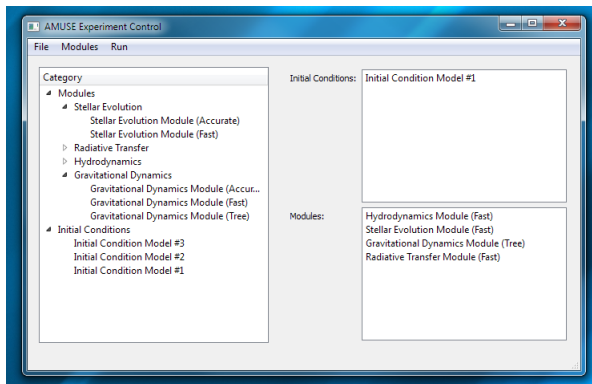 AMUSE Experiment Control
File Modules Run
Category
Modules
Stellar Evolution
Stellar Evolution Module (Accurate)
Stellar Evolution Module (Fast)
Radiative Transfer
Hydrodynamics
Gravitational Dynamics
Gravitational Dynamics Module (Accur...
Gravitational Dynamics Module (Fast)
Gravitational Dynamics Module (Tree)
Initial Conditions
Initial Condition Model #3
Initial Condition Model #2
Initial Condition Model #1
Initial Conditions: Initial Condition Model #1
Modules: Hydrodynamics Module (Fast)
Stellar Evolution Module (Fast)
Gravitational Dynamics Module (Tree)
Radiative Transfer Module (Fast)